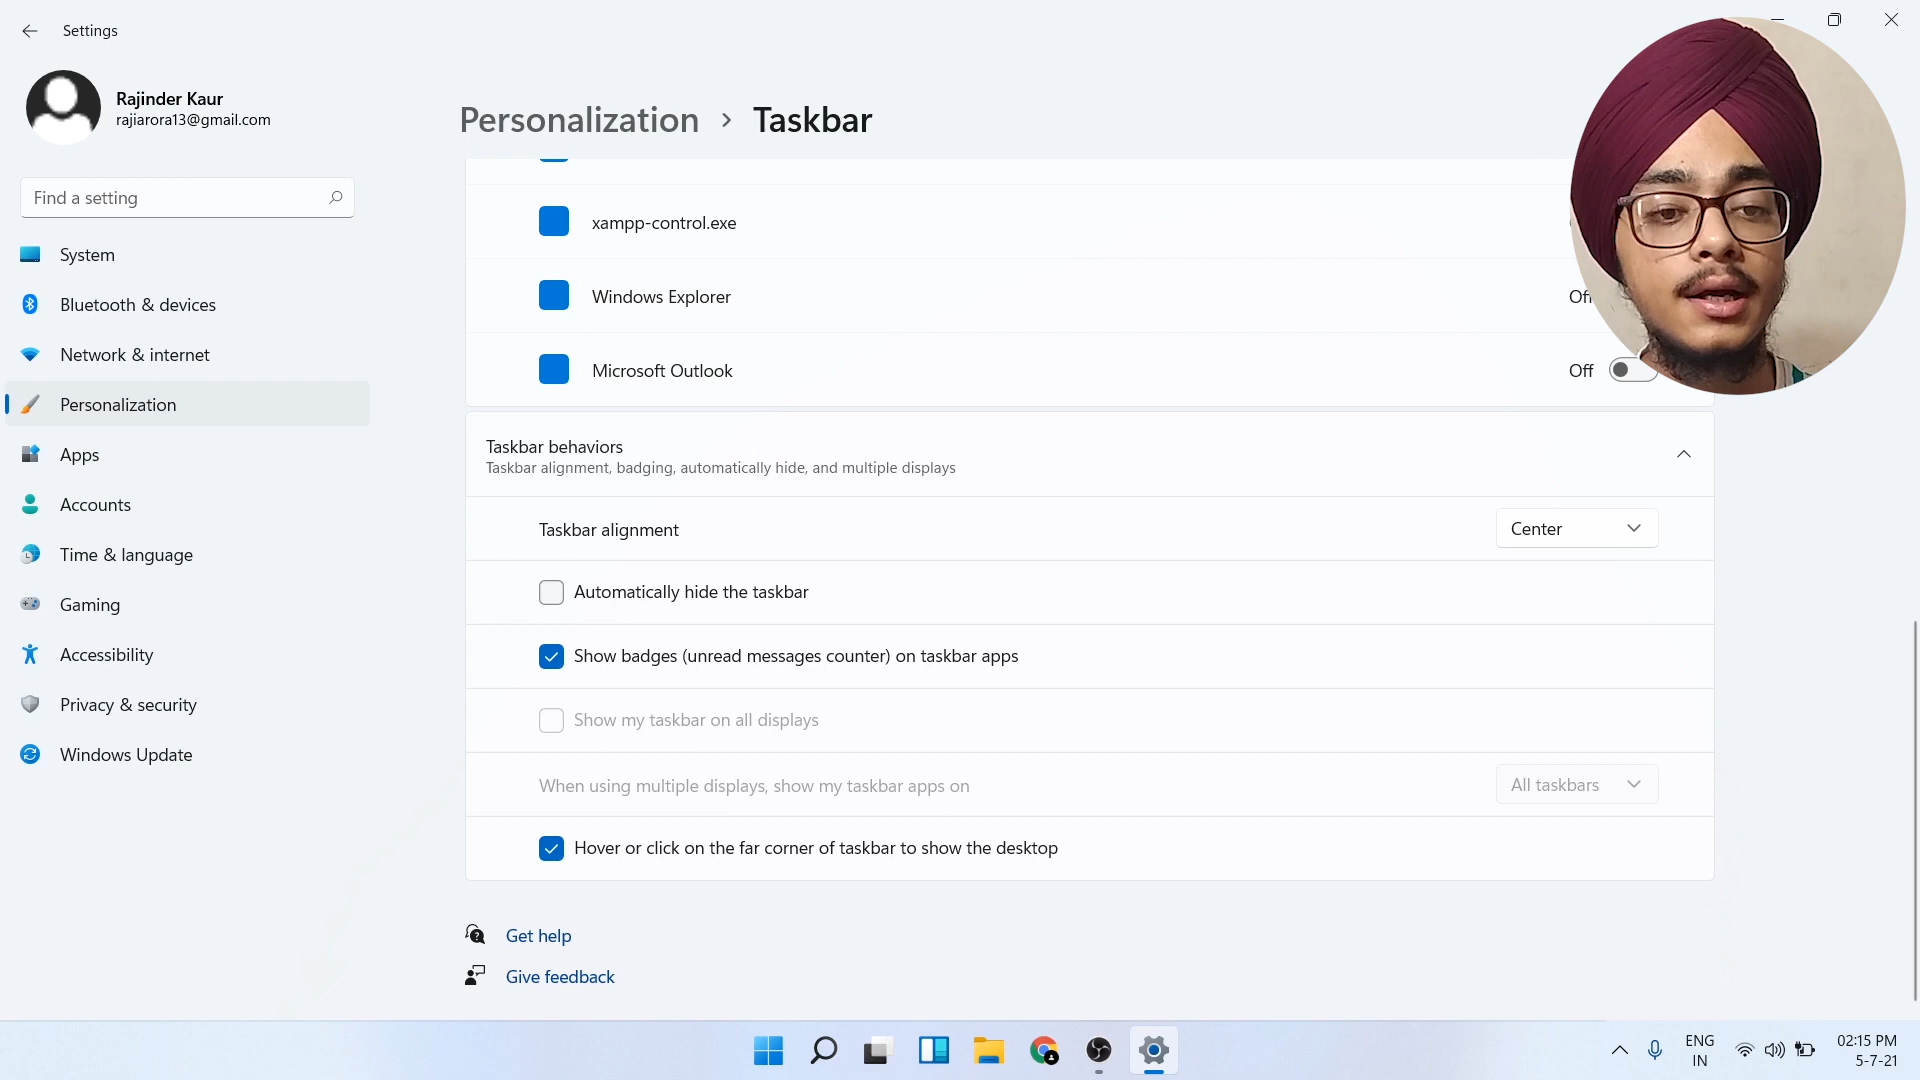 Settings
Rajinder Kaur
rajiarora13@gmail.com
Find a setting
System
Bluetooth & devices
Network & internet
Personalization
Apps
Accounts
Time & language
Gaming
Accessibility
Privacy & security
Windows Update
Personalization > Taskbar
xampp-control.exe
Windows Explorer
Microsoft Outlook Off
Taskbar behaviors
Taskbar alignment, badging, automatically hide, and multiple displays
Taskbar alignment Center
Automatically hide the taskbar
Show badges (unread messages counter) on taskbar apps
Show my taskbar on all displays
When using multiple displays, show my taskbar apps on All taskbars
Hover or click on the far corner of taskbar to show the desktop
Get help
Give feedback
ENG
IN
02:15 PM
5-7-21